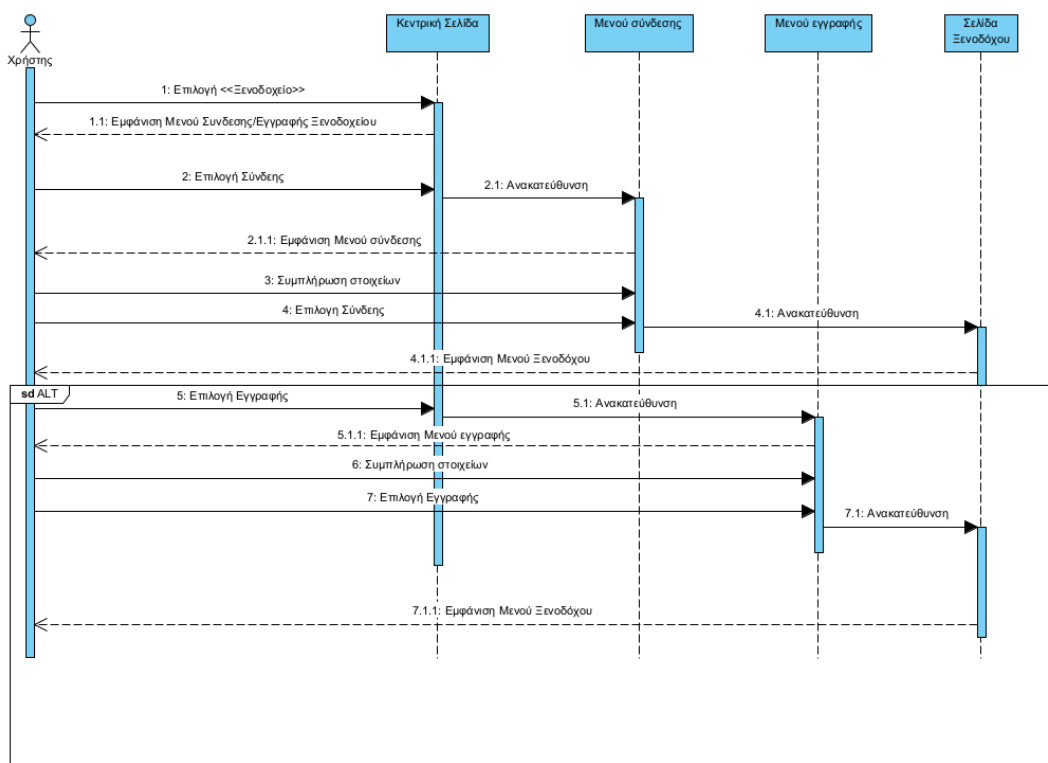 Χρήστης
Κεντρική Σελίδα
Μενού σύνδεσης
Μενού εγγραφής
Σελίδα
Ξενοδόχου
1: Επιλογή <<Ξενοδοχείο>>
1.1: Εμφάνιση Μενού Συνδεσης/Εγγραφής Ξενοδοχείου
2: Επιλογή Σύνδεης
2.1: Ανακατεύθυνση
2.1.1: Εμφάνιση Μενού σύνδεσης
3: Συμπλήρωση στοιχείων
4: Επιλογη Σύνδεης
4.1: Ανακατεύθυνση
4.1.1: Εμφάνιση Μενού Ξενοδόχου
sd ALT
5: Επιλογή Εγγραφής
5.1: Ανακατεύθυνση
5.1.1: Εμφάνιση Μενού εγγραφής
6: Συμπλήρωση στοιχείων
7: Επιλογή Εγγραφής
7.1: Ανακατεύθυνση
7.1.1: Εμφάνιση Μενού Ξενοδόχου